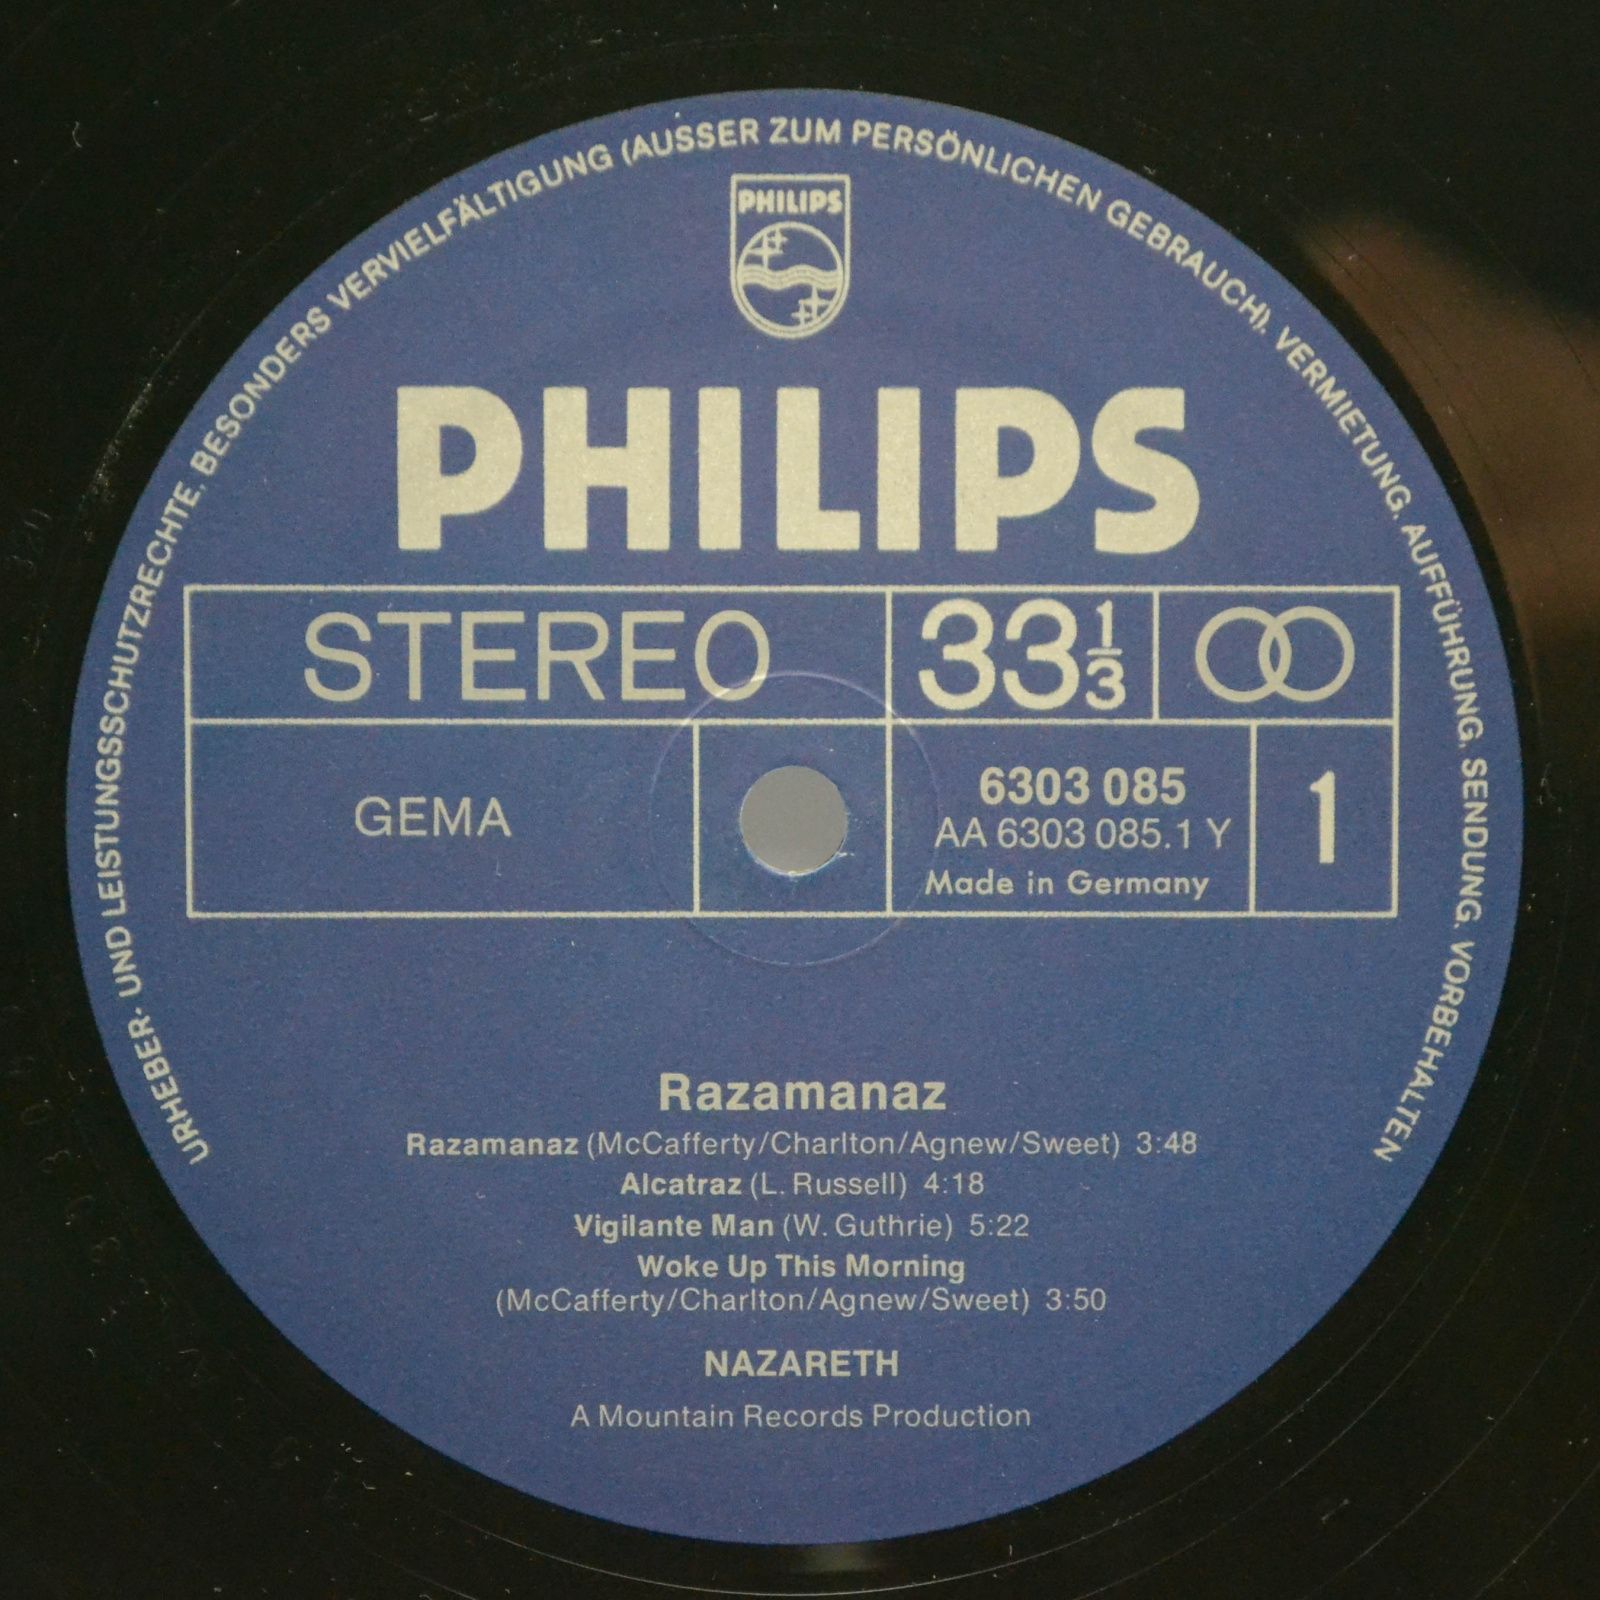 URHEBER- UND LEISTUNGSSCHUTZRECHTE, BESONDERS VERVIELFÄLTIGUNG (AUSSER ZUM PERSÖNLICHEN GEBRAUCH), VERMIETUNG, AUFFÜHRUNG, SENDUNG, VORBEHALTEN
PHILIPS
PHILIPS
STEREO 33 1/3
GEMA
6303 085
AA 6303 085.1 Y
Made in Germany
1
Razamanaz
Razamanaz (McCafferty/Charlton/Agnew/Sweet) 3:48
Alcatraz (L. Russell) 4:18
Vigilante Man (W. Guthrie) 5:22
Woke Up This Morning
(McCafferty/Charlton/Agnew/Sweet) 3:50
NAZARETH
A Mountain Records Production